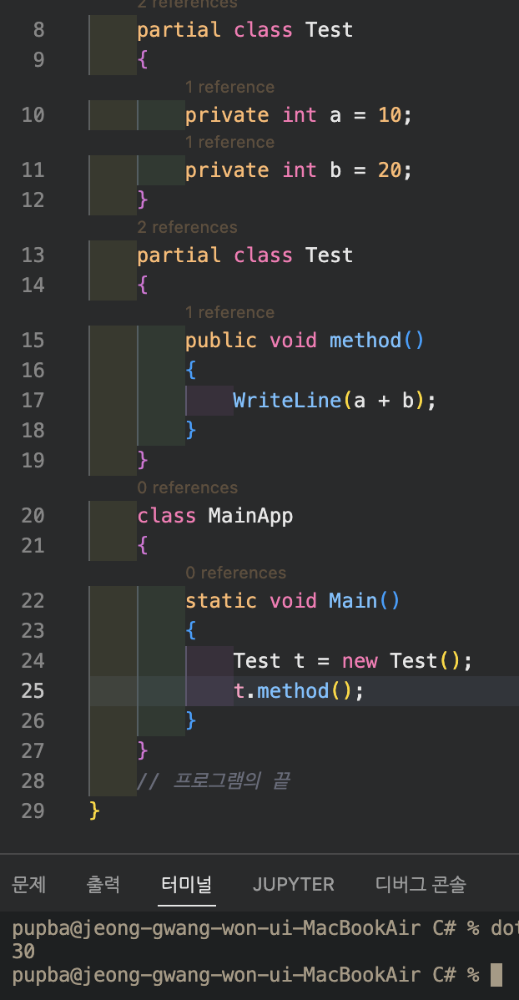 2 references
8 partial class Test
9 {
1 reference
10 private int a = 10;
1 reference
11 private int b = 20;
12 }
2 references
13 partial class Test
14 {
1 reference
15 public void method()
16 {
17 WriteLine(a + b);
18 }
19 }
0 references
20 class MainApp
21 {
0 references
22 static void Main()
23 {
24 Test t = new Test();
25 t.method();
26 }
27 }
28 // 프로그램의 끝
29 }
문제 출력 터미널 JUPYTER 디버그 콘솔
pupba@jeong-gwang-won-ui-MacBookAir C# % dot
30
pupba@jeong-gwang-won-ui-MacBookAir C# %